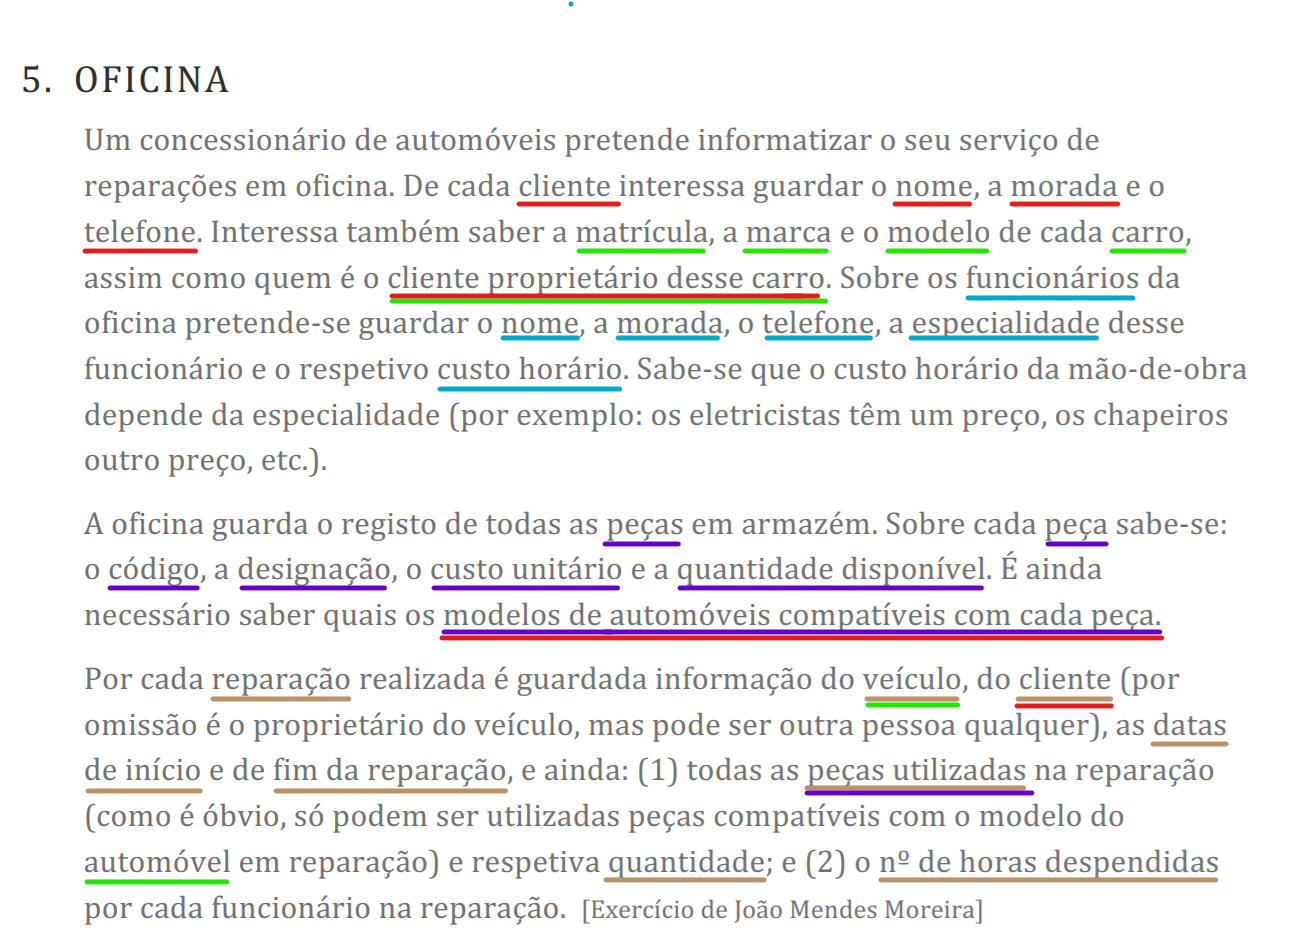 5. OFICINA
Um concessionário de automóveis pretende informatizar o seu serviço de
reparações em oficina. De cada cliente interessa guardar o nome, a morada e o
telefone. Interessa também saber a matrícula, a marca e o modelo de cada carro,
assim como quem é o cliente proprietário desse carro. Sobre os funcionários da
oficina pretende-se guardar o nome, a morada, o telefone, a especialidade desse
funcionário e o respetivo custo horário. Sabe-se que o custo horário da mão-de-obra
depende da especialidade (por exemplo: os eletricistas têm um preço, os chapeiros
outro preço, etc.).
A oficina guarda o registo de todas as peças em armazém. Sobre cada peça sabe-se:
o código, a designação, o custo unitário e a quantidade disponível. É ainda
necessário saber quais os modelos de automóveis compatíveis com cada peça.
Por cada reparação realizada é guardada informação do veículo, do cliente (por
omissão é o proprietário do veículo, mas pode ser outra pessoa qualquer), as datas
de início e de fim da reparação, e ainda: (1) todas as peças utilizadas na reparação
(como é óbvio, só podem ser utilizadas peças compatíveis com o modelo do
automóvel em reparação) e respetiva quantidade; e (2) o nº de horas despendidas
por cada funcionário na reparação. [Exercício de João Mendes Moreira]